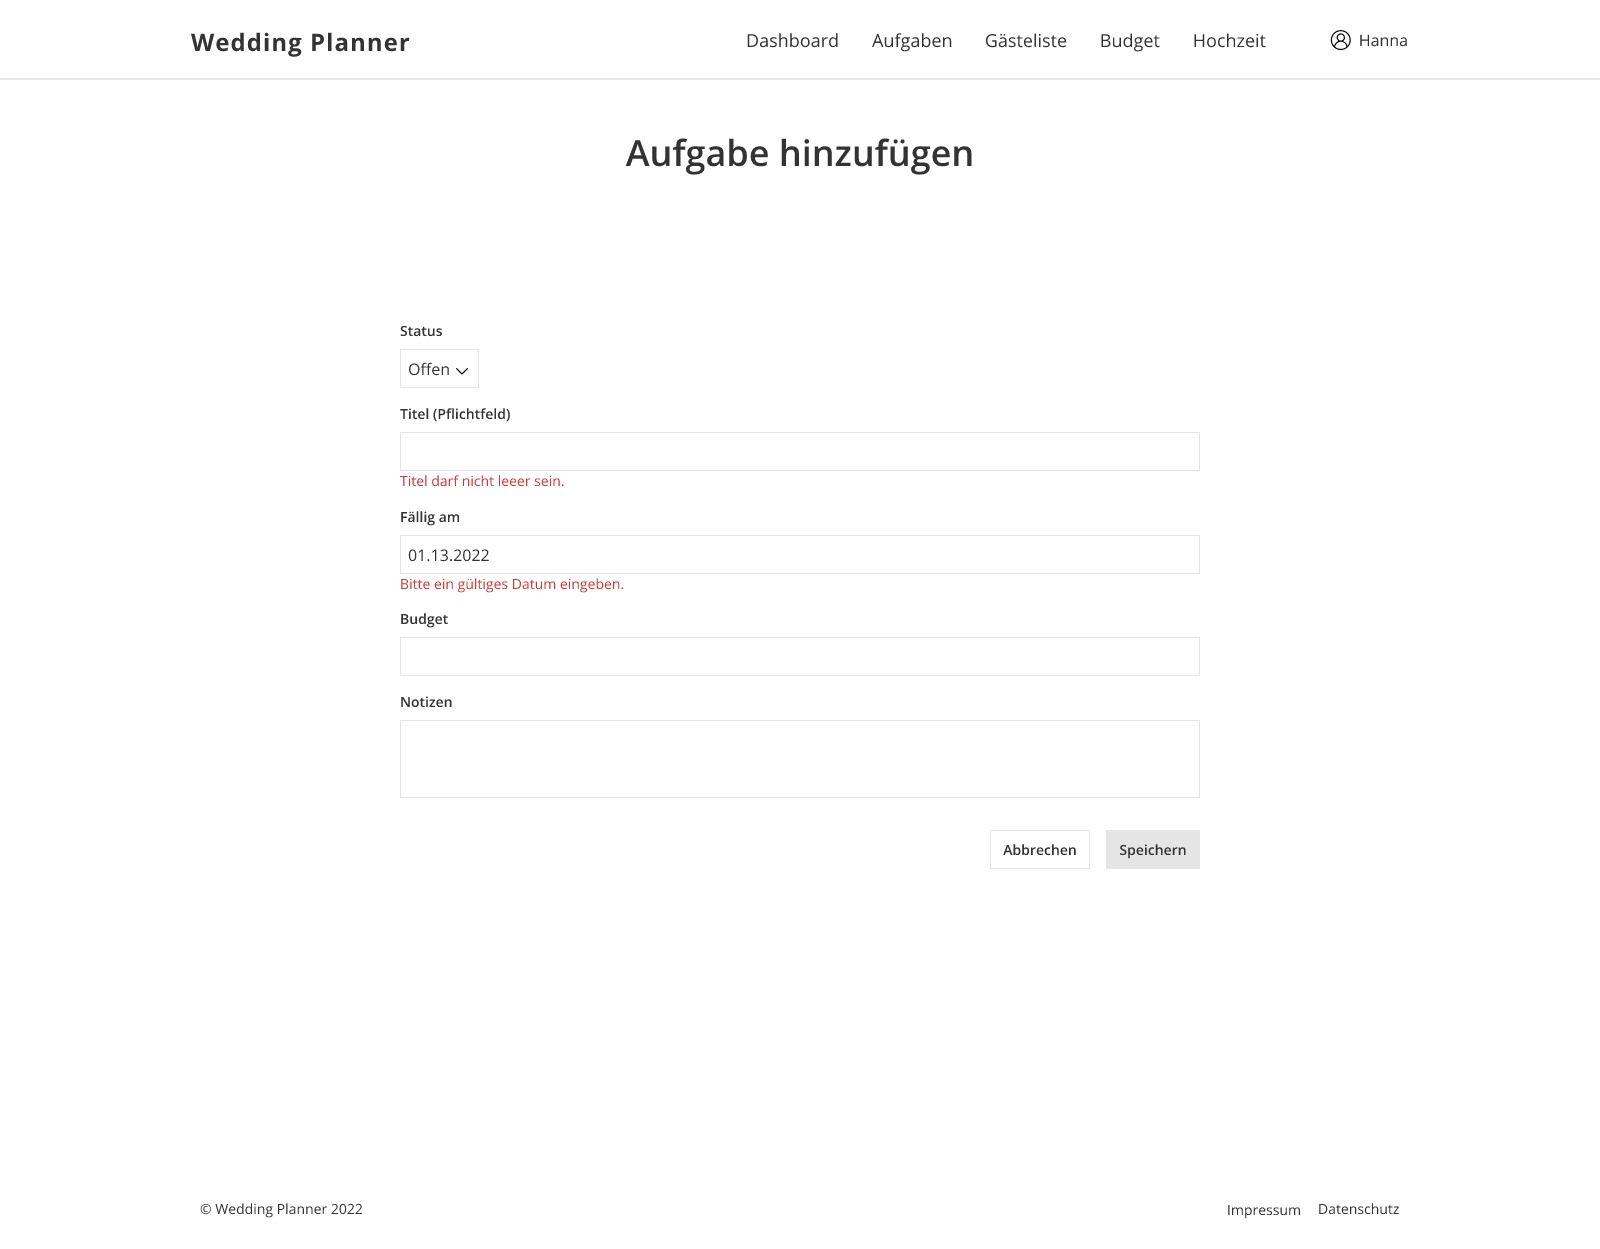 Wedding Planner
Dashboard Aufgaben Gästeliste Budget Hochzeit Hanna
Aufgabe hinzufügen
Status
Offen
Titel (Pflichtfeld)
Titel darf nicht leeer sein.
Fällig am
01.13.2022
Bitte ein gültiges Datum eingeben.
Budget
Notizen
Abbrechen Speichern
© Wedding Planner 2022
Impressum Datenschutz